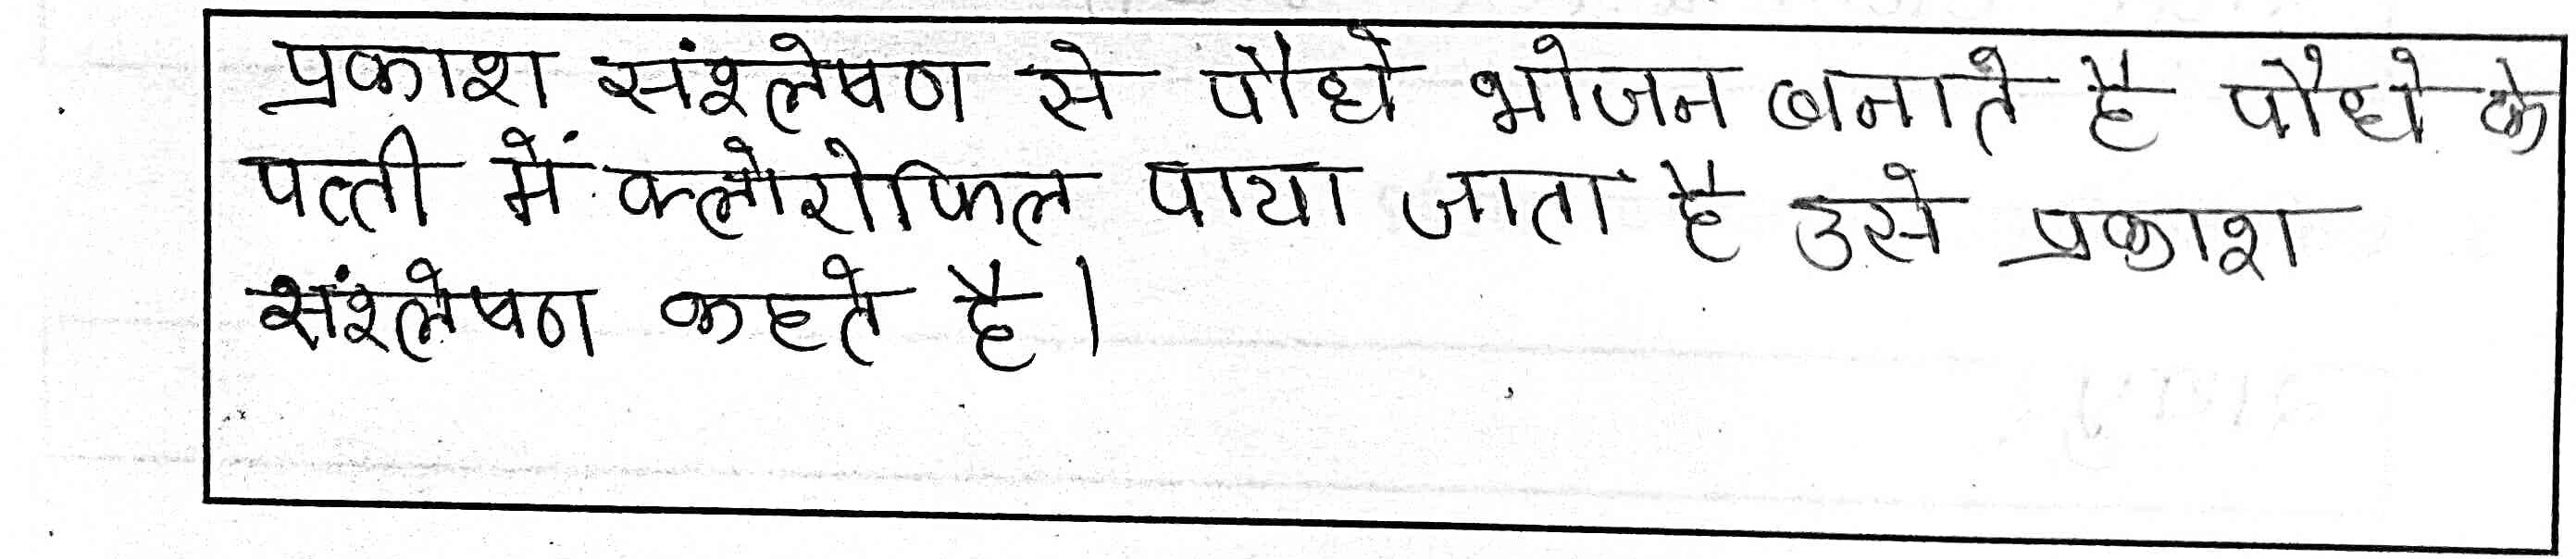 प्रकाश संश्लेषण से पौधे भोजन बनाते है पौधे के
पत्ती में क्लोरोफिल पाया जाता है उसे प्रकाश
संश्लेषण कहते है।